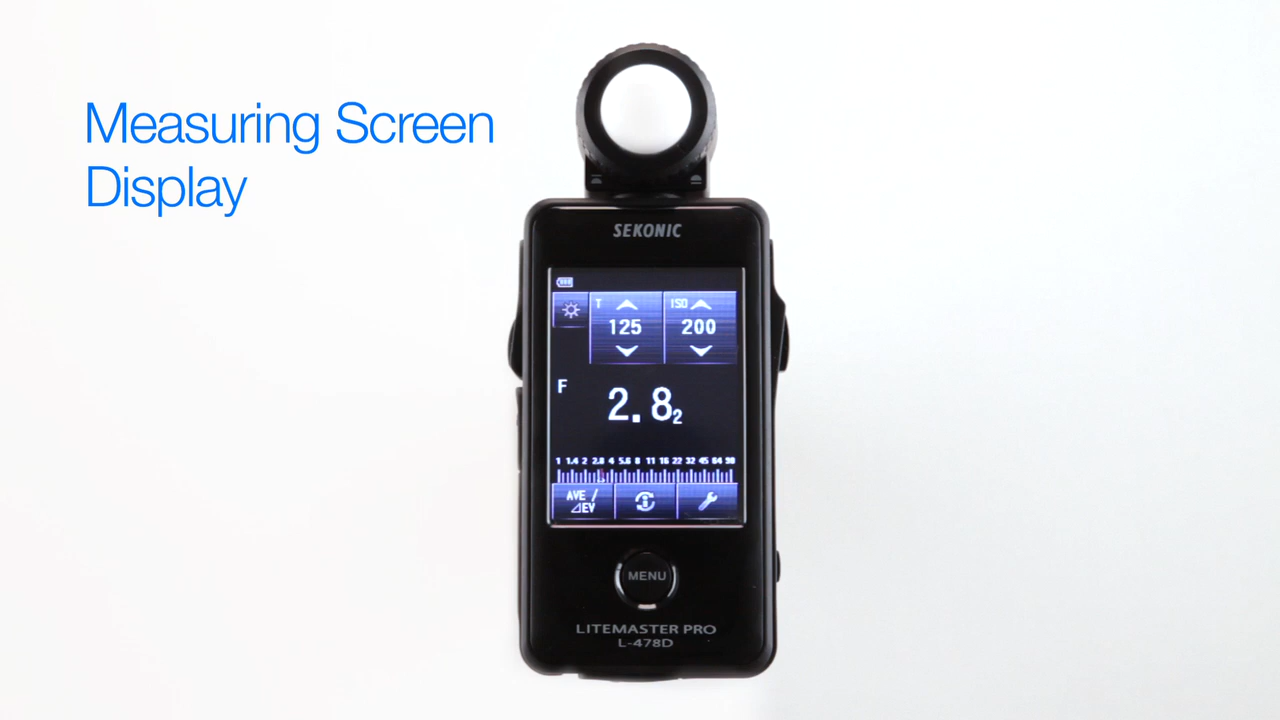 Measuring Screen
Display
SEKONIC
T
ISO
125
200
F
2.8₂
1 1.4 2 2.8 4 5.6 8 11 16 22 32 45 64 90
AVE / ⊿EV
MENU
LITEMASTER PRO
L-478D